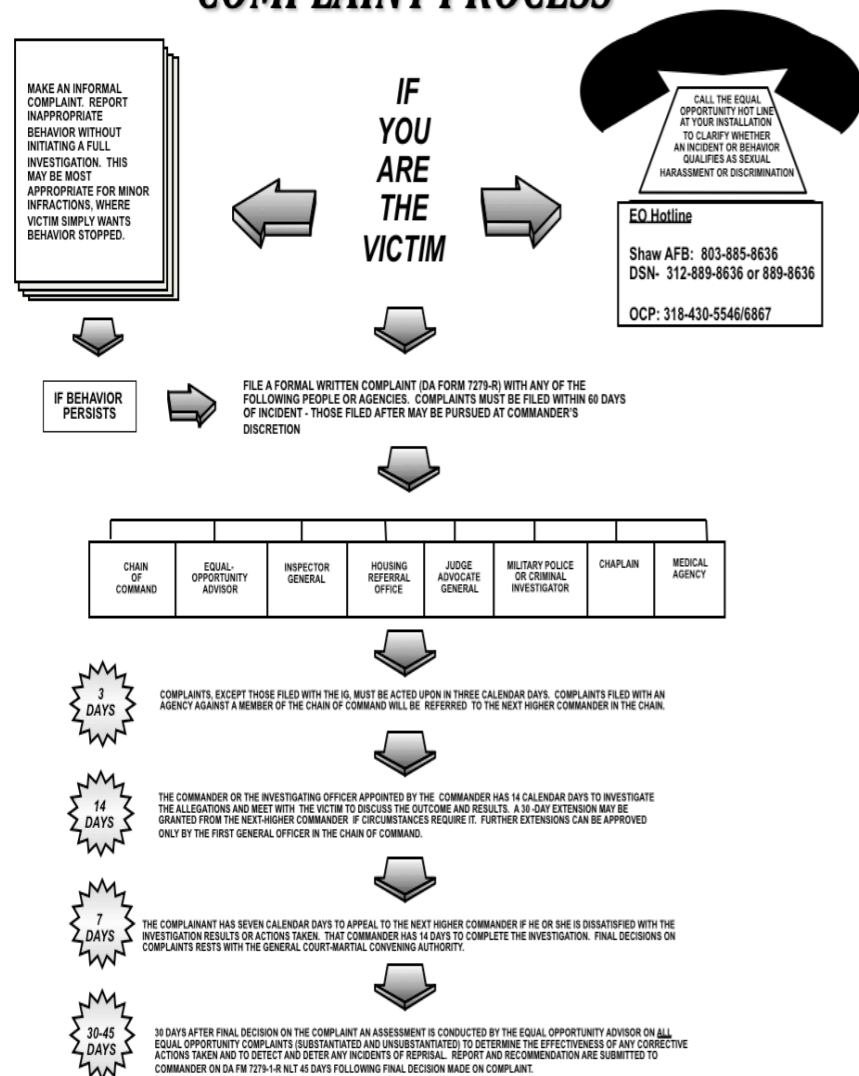 COMPLAINT PROCESS
MAKE AN INFORMAL
COMPLAINT. REPORT
INAPPROPRIATE
BEHAVIOR WITHOUT
INITIATING A FULL
INVESTIGATION. THIS
MAY BE MOST
APPROPRIATE FOR MINOR
INFRACTIONS, WHERE
VICTIM SIMPLY WANTS
BEHAVIOR STOPPED.
IF
YOU
ARE
THE
VICTIM
CALL THE EQUAL
OPPORTUNITY HOT LINE
AT YOUR INSTALLATION
TO CLARIFY WHETHER
AN INCIDENT OR BEHAVIOR
QUALIFIES AS SEXUAL
HARASSMENT OR DISCRIMINATION
EO Hotline
Shaw AFB: 803-885-8636
DSN- 312-889-8636 or 889-8636
OCP: 318-430-5546/6867
IF BEHAVIOR
PERSISTS
FILE A FORMAL WRITTEN COMPLAINT (DA FORM 7279-R) WITH ANY OF THE
FOLLOWING PEOPLE OR AGENCIES. COMPLAINTS MUST BE FILED WITHIN 60 DAYS
OF INCIDENT - THOSE FILED AFTER MAY BE PURSUED AT COMMANDER'S
DISCRETION
CHAIN
OF
COMMAND
EQUAL-
OPPORTUNITY
ADVISOR
INSPECTOR
GENERAL
HOUSING
REFERRAL
OFFICE
JUDGE
ADVOCATE
GENERAL
MILITARY POLICE
OR CRIMINAL
INVESTIGATOR
CHAPLAIN
MEDICAL
AGENCY
3
DAYS
COMPLAINTS, EXCEPT THOSE FILED WITH THE IG, MUST BE ACTED UPON IN THREE CALENDAR DAYS. COMPLAINTS FILED WITH AN
AGENCY AGAINST A MEMBER OF THE CHAIN OF COMMAND WILL BE REFERRED TO THE NEXT HIGHER COMMANDER IN THE CHAIN.
14
DAYS
THE COMMANDER OR THE INVESTIGATING OFFICER APPOINTED BY THE COMMANDER HAS 14 CALENDAR DAYS TO INVESTIGATE
THE ALLEGATIONS AND MEET WITH THE VICTIM TO DISCUSS THE OUTCOME AND RESULTS. A 30 -DAY EXTENSION MAY BE
GRANTED FROM THE NEXT-HIGHER COMMANDER IF CIRCUMSTANCES REQUIRE IT. FURTHER EXTENSIONS CAN BE APPROVED
ONLY BY THE FIRST GENERAL OFFICER IN THE CHAIN OF COMMAND.
7
DAYS
THE COMPLAINANT HAS SEVEN CALENDAR DAYS TO APPEAL TO THE NEXT HIGHER COMMANDER IF HE OR SHE IS DISSATISFIED WITH THE
INVESTIGATION RESULTS OR ACTIONS TAKEN. THAT COMMANDER HAS 14 DAYS TO COMPLETE THE INVESTIGATION. FINAL DECISIONS ON
COMPLAINTS RESTS WITH THE GENERAL COURT-MARTIAL CONVENING AUTHORITY.
30-45
DAYS
30 DAYS AFTER FINAL DECISION ON THE COMPLAINT AN ASSESSMENT IS CONDUCTED BY THE EQUAL OPPORTUNITY ADVISOR ON ALL
EQUAL OPPORTUNITY COMPLAINTS (SUBSTANTIATED AND UNSUBSTANTIATED) TO DETERMINE THE EFFECTIVENESS OF ANY CORRECTIVE
ACTIONS TAKEN AND TO DETECT AND DETER ANY INCIDENTS OF REPRISAL. REPORT AND RECOMMENDATION ARE SUBMITTED TO
COMMANDER ON DA FM 7279-1-R NLT 45 DAYS FOLLOWING FINAL DECISION MADE ON COMPLAINT.